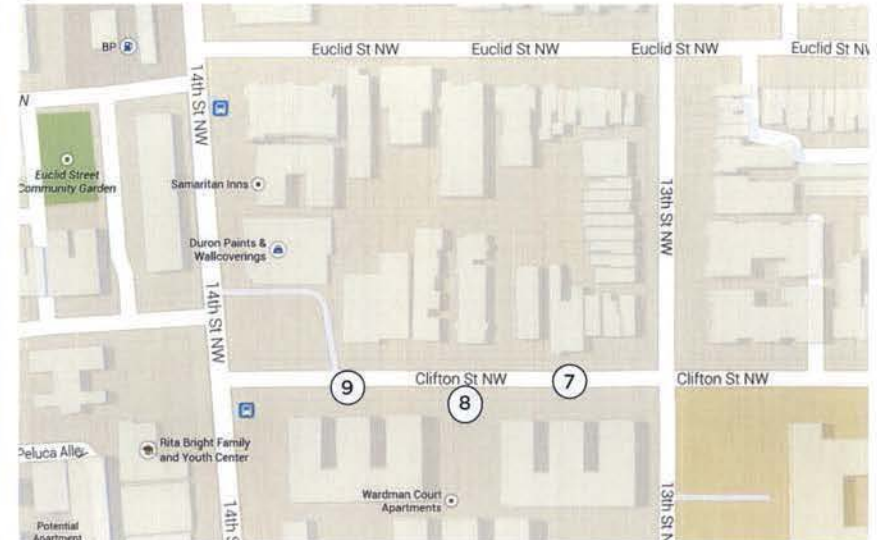 BP
Euclid St NW
Euclid St NW
Euclid St NW
Euclid St NW
N
14th St NW
Euclid Street
Community Garden
Samaritan Inns
13th St NW
Duron Paints &
Wallcoverings
14th St NW
9
Clifton St NW
8
7
Clifton St NW
Rita Bright Family
and Youth Center
Peluca Alley
Wardman Court
Apartments
14th S
13th St N
Potential
Apartment